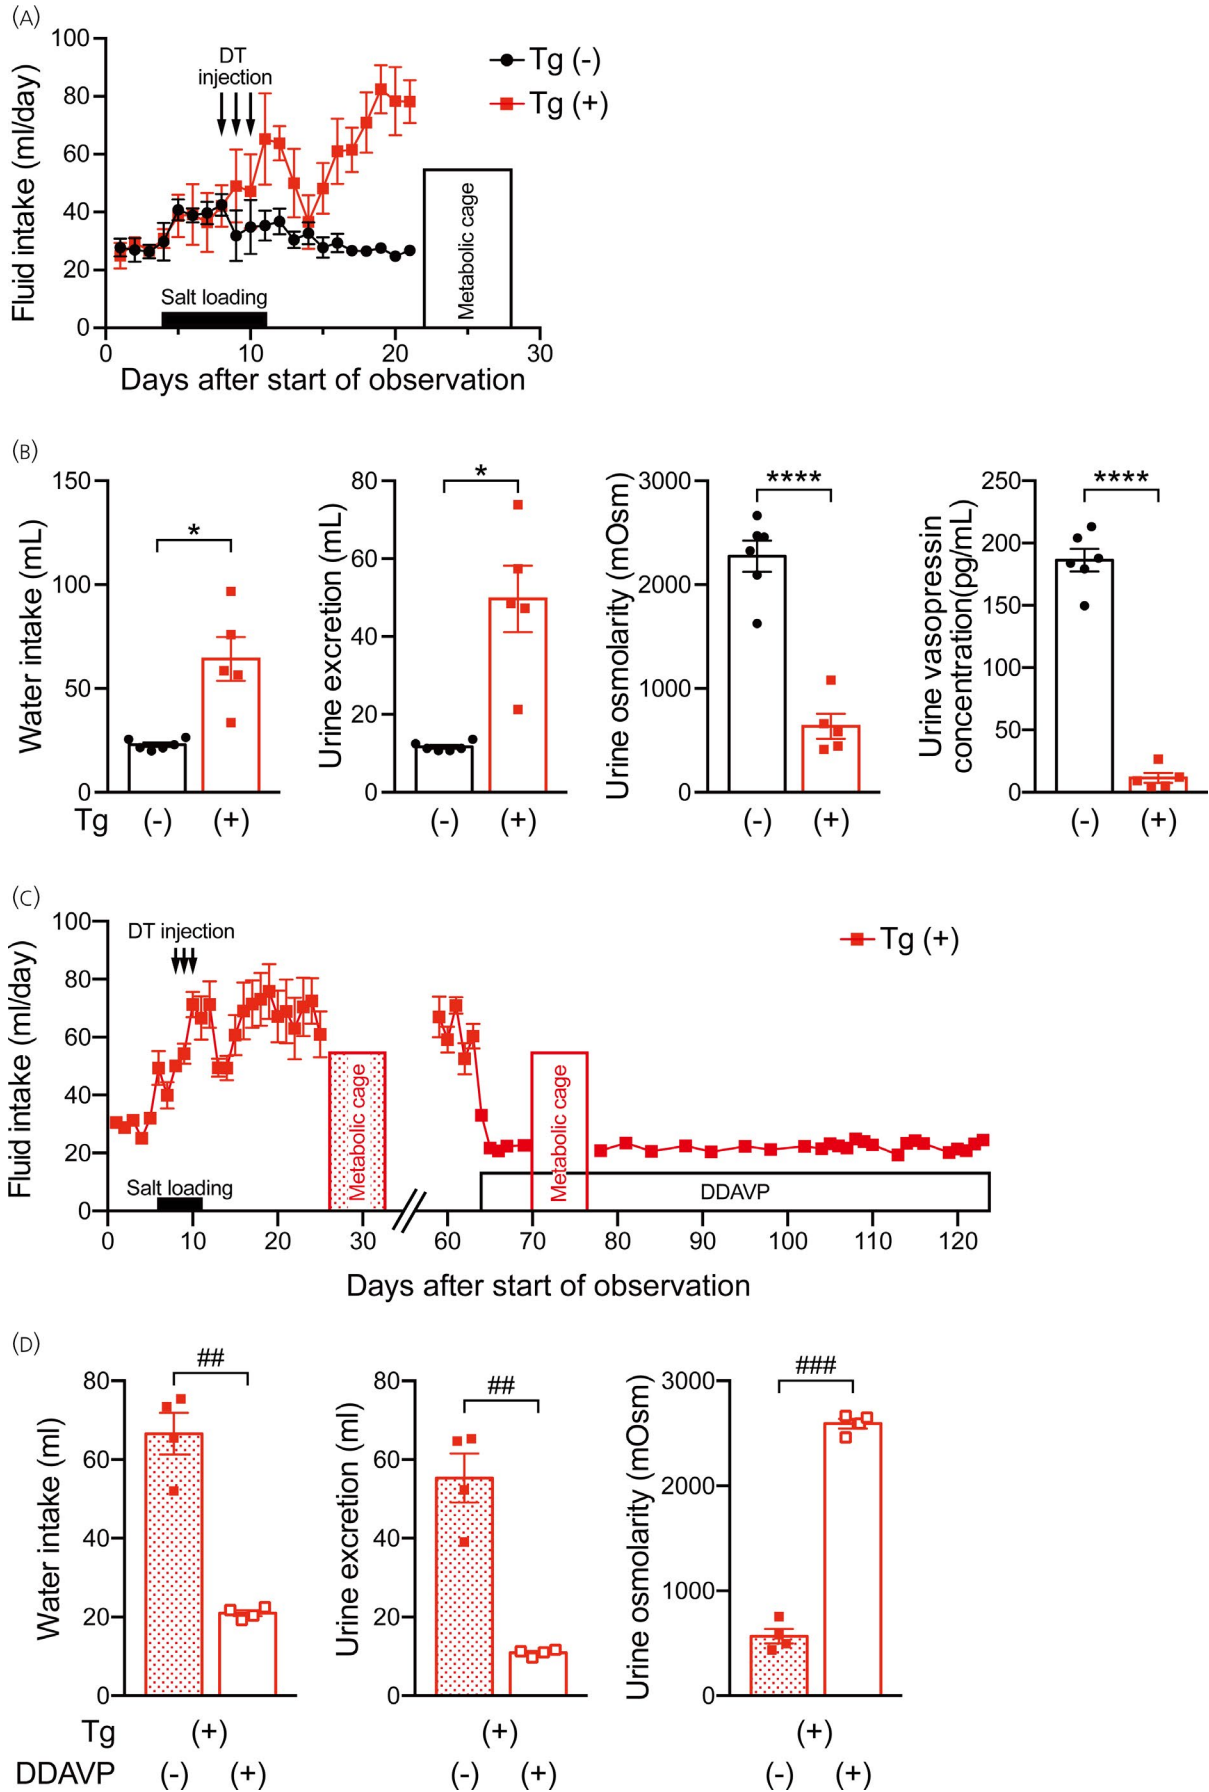 (A)
100
80
60
40
20
0
Fluid intake (ml/day)
DT
injection
Tg (-)
Tg (+)
Salt loading
Metabolic cage
0 10 20 30
Days after start of observation
(B)
150
100
50
0
Water intake (mL)
*
80
60
40
20
0
Urine excretion (mL)
*
3000
2000
1000
0
Urine osmolarity (mOsm)
****
250
200
150
100
50
0
Urine vasopressin
concentration(pg/mL)
****
Tg (-) (+) (-) (+) (-) (+) (-) (+)
(C)
100
80
60
40
20
0
Fluid intake (ml/day)
DT injection
Tg (+)
Salt loading
Metabolic cage
Metabolic cage
DDAVP
0 10 20 30 60 70 80 90 100 110 120
Days after start of observation
(D)
80
60
40
20
0
Water intake (ml)
##
80
60
40
20
0
Urine excretion (ml)
##
3000
2000
1000
0
Urine osmolarity (mOsm)
###
Tg (+) (+) (+)
DDAVP (-) (+) (-) (+) (-) (+)